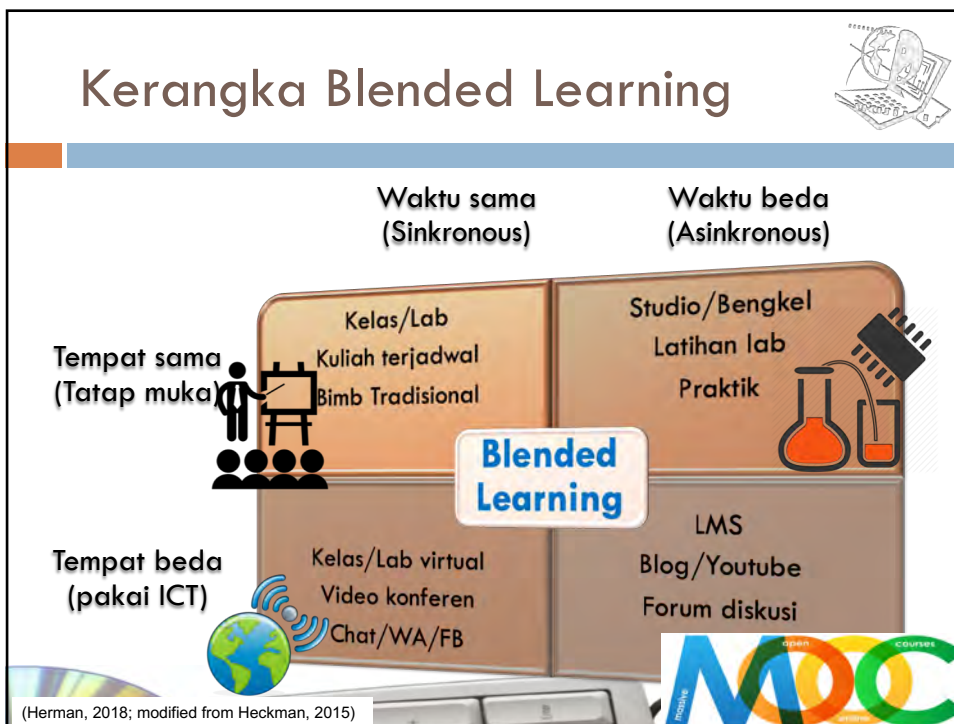 Kerangka Blended Learning
Waktu sama
(Sinkronous)
Waktu beda
(Asinkronous)
Tempat sama
(Tatap muka)
Kelas/Lab
Kuliah terjadwal
Bimb Tradisional
Studio/Bengkel
Latihan lab
Praktik
Blended
Learning
Tempat beda
(pakai ICT)
Kelas/Lab virtual
Video konferen
Chat/WA/FB
LMS
Blog/Youtube
Forum diskusi
MOOC
massive
open
courses
(Herman, 2018; modified from Heckman, 2015)